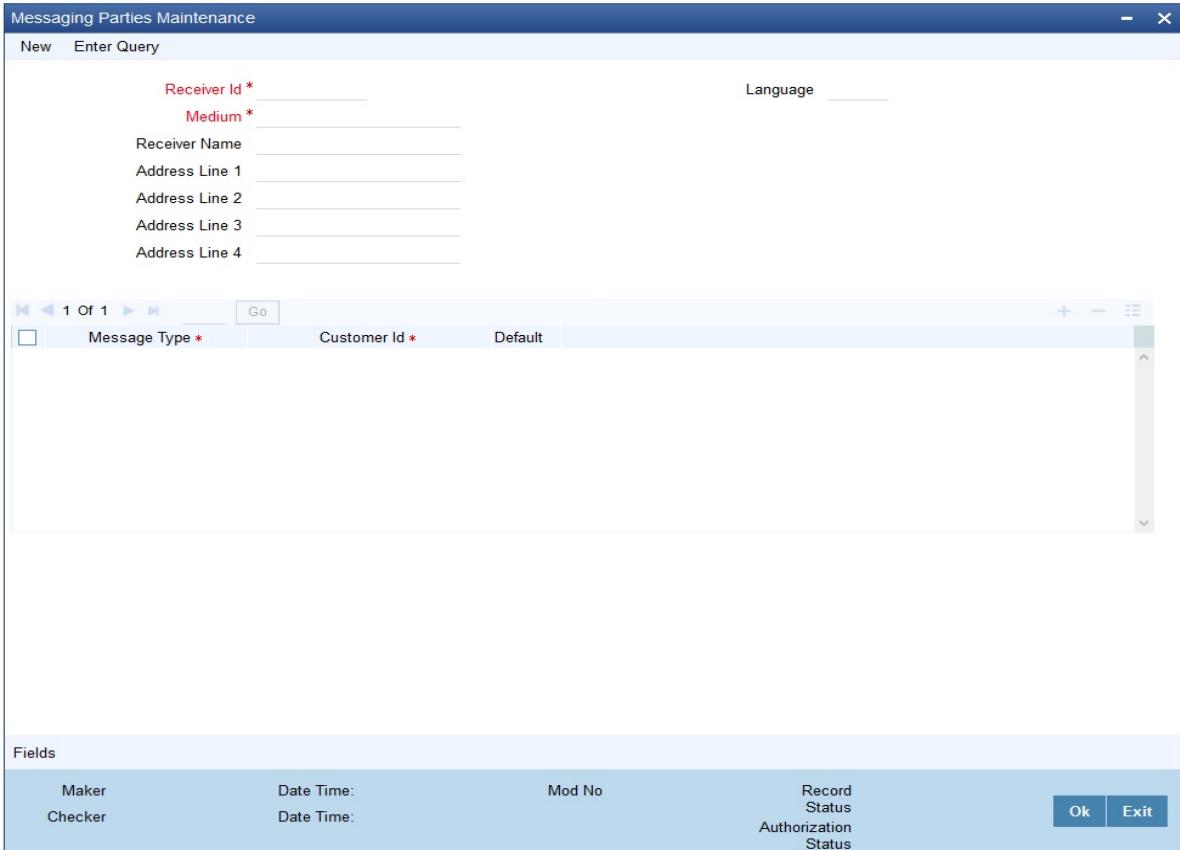 Messaging Parties Maintenance
New Enter Query
Receiver Id *
Language
Medium *
Receiver Name
Address Line 1
Address Line 2
Address Line 3
Address Line 4
1 Of 1 Go
Message Type * Customer Id * Default
Fields
Maker Date Time: Mod No Record Status
Checker Date Time: Authorization Status
Ok Exit